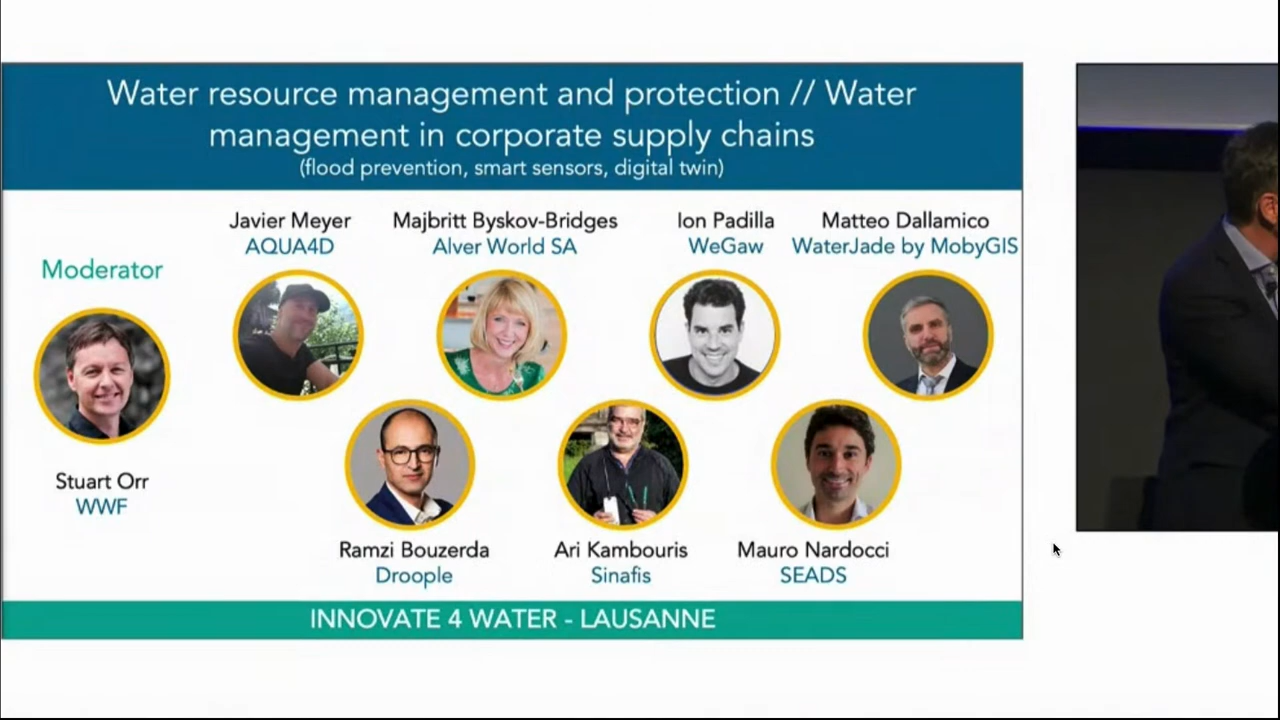 Water resource management and protection // Water
management in corporate supply chains
(flood prevention, smart sensors, digital twin)
Javier Meyer
AQUA4D
Majbritt Byskov-Bridges
Alver World SA
Ion Padilla
WeGaw
Matteo Dallamico
WaterJade by MobyGIS
Moderator
Stuart Orr
WWF
Ramzi Bouzerda
Droople
Ari Kambouris
Sinafis
Mauro Nardocci
SEADS
INNOVATE 4 WATER - LAUSANNE